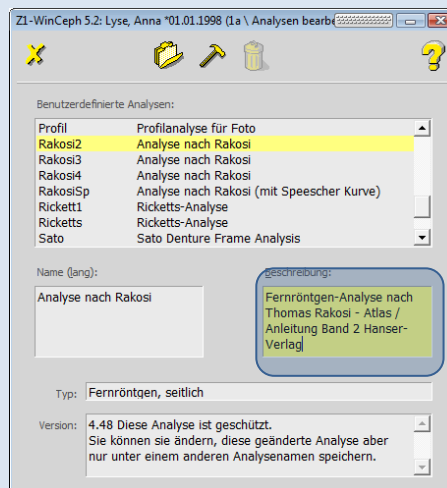 Z1-WinCeph 5.2: Lyse, Anna *01.01.1998 (1a \ Analysen bearbe
Benutzerdefinierte Analysen:
Profil Profilanalyse für Foto
Rakosi2 Analyse nach Rakosi
Rakosi3 Analyse nach Rakosi
Rakosi4 Analyse nach Rakosi
RakosiSp Analyse nach Rakosi (mit Speescher Kurve)
Rickett1 Ricketts-Analyse
Ricketts Ricketts-Analyse
Sato Sato Denture Frame Analysis
Name (lang):
Analyse nach Rakosi
Beschreibung:
Fernröntgen-Analyse nach
Thomas Rakosi - Atlas /
Anleitung Band 2 Hanser-
Verlag
Typ: Fernröntgen, seitlich
Version: 4.48 Diese Analyse ist geschützt.
Sie können sie ändern, diese geänderte Analyse aber
nur unter einem anderen Analysenamen speichern.